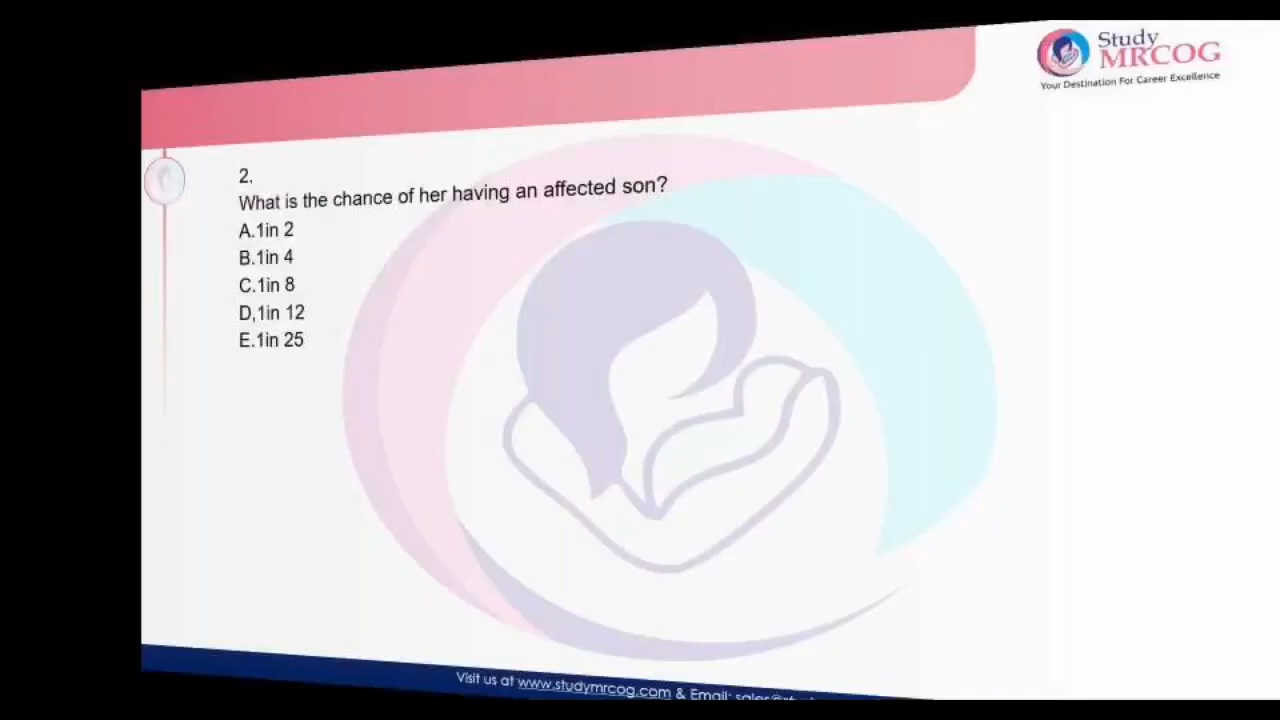 Study
MRCOG
Your Destination For Career Excellence
2.
What is the chance of her having an affected son?
A.1in 2
B.1in 4
C.1in 8
D,1in 12
E.1in 25
Visit us at www.studymrcog.com & Email: